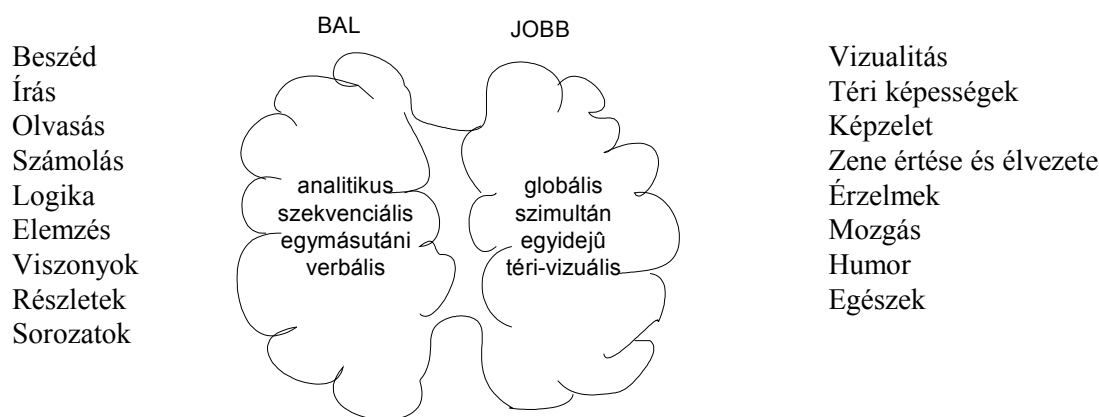 BAL
JOBB
Beszéd
Írás
Olvasás
Számolás
Logika
Elemzés
Viszonyok
Részletek
Sorozatok
analitikus
szekvenciális
egymásutáni
verbális
globális
szimultán
egyidejû
téri-vizuális
Vizualitás
Téri képességek
Képzelet
Zene értése és élvezete
Érzelmek
Mozgás
Humor
Egészek